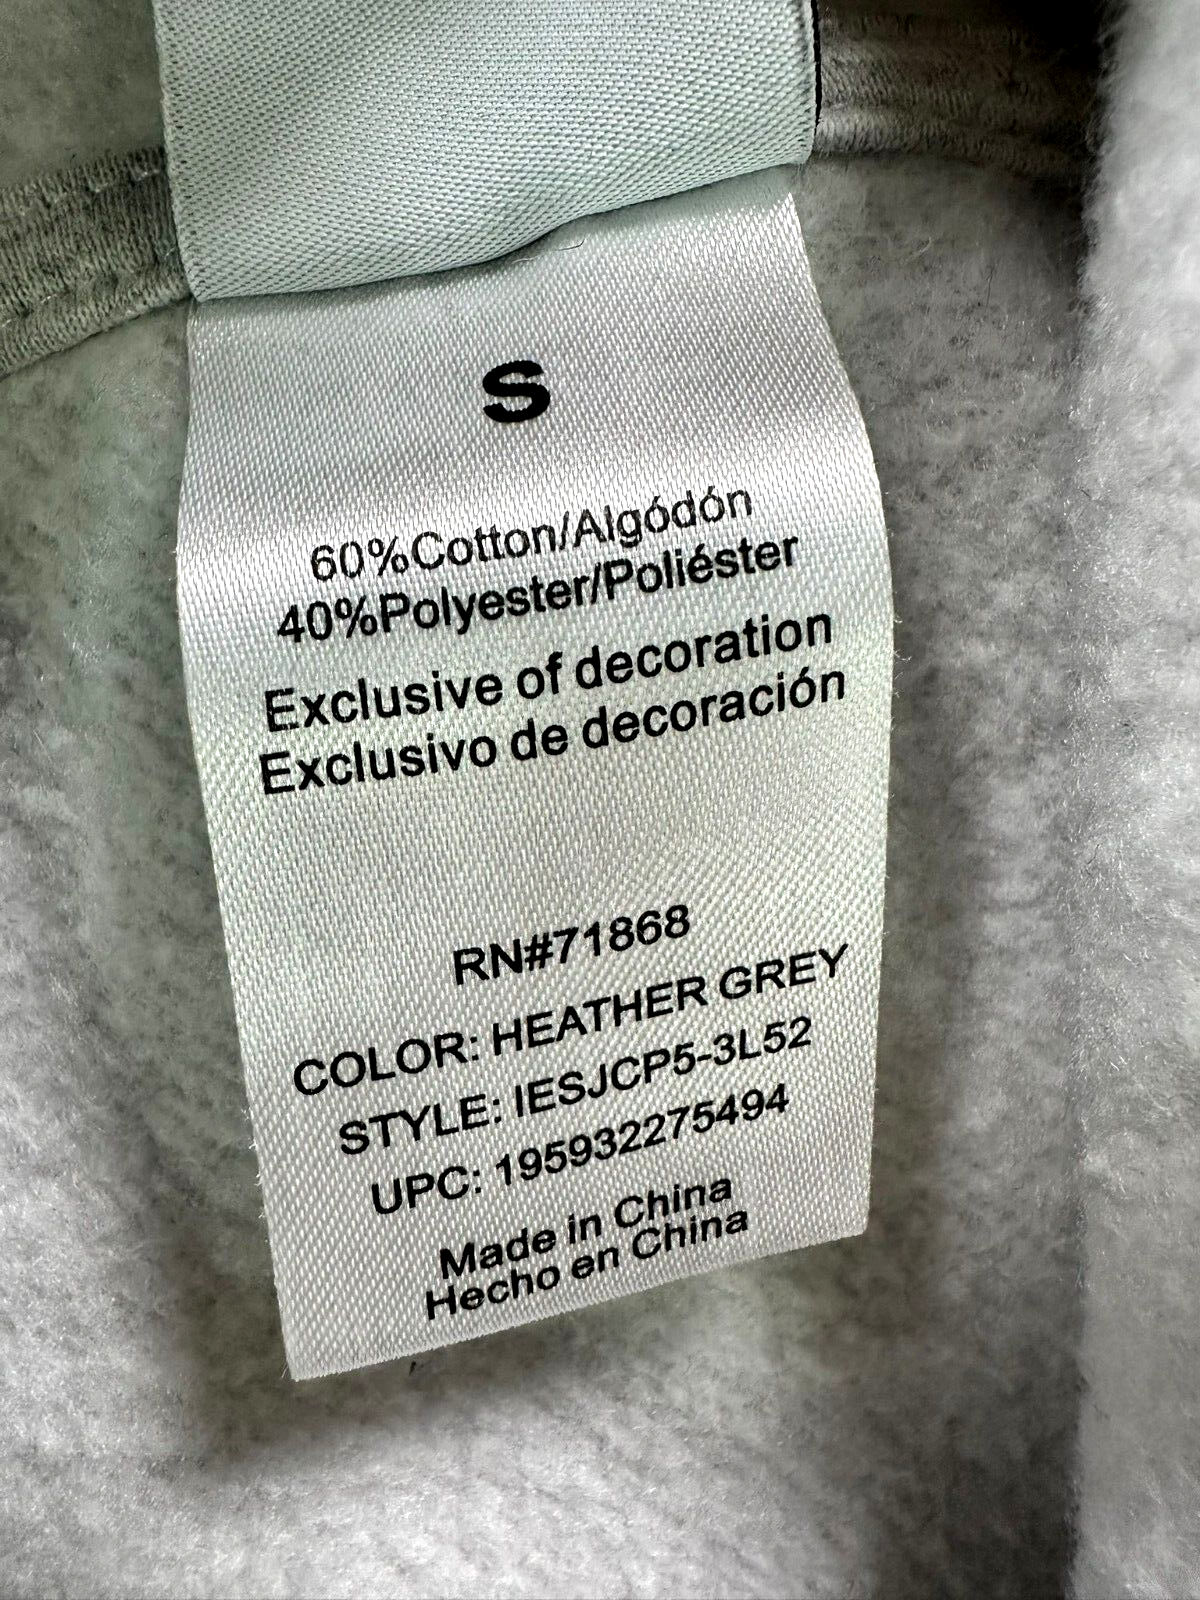 S
60%Cotton/Algódón
40%Polyester/Poliéster
Exclusive of decoration
Exclusivo de decoración
RN#71868
COLOR: HEATHER GREY
STYLE: IESJCP5-3L52
UPC: 195932275494
Made in China
Hecho en China